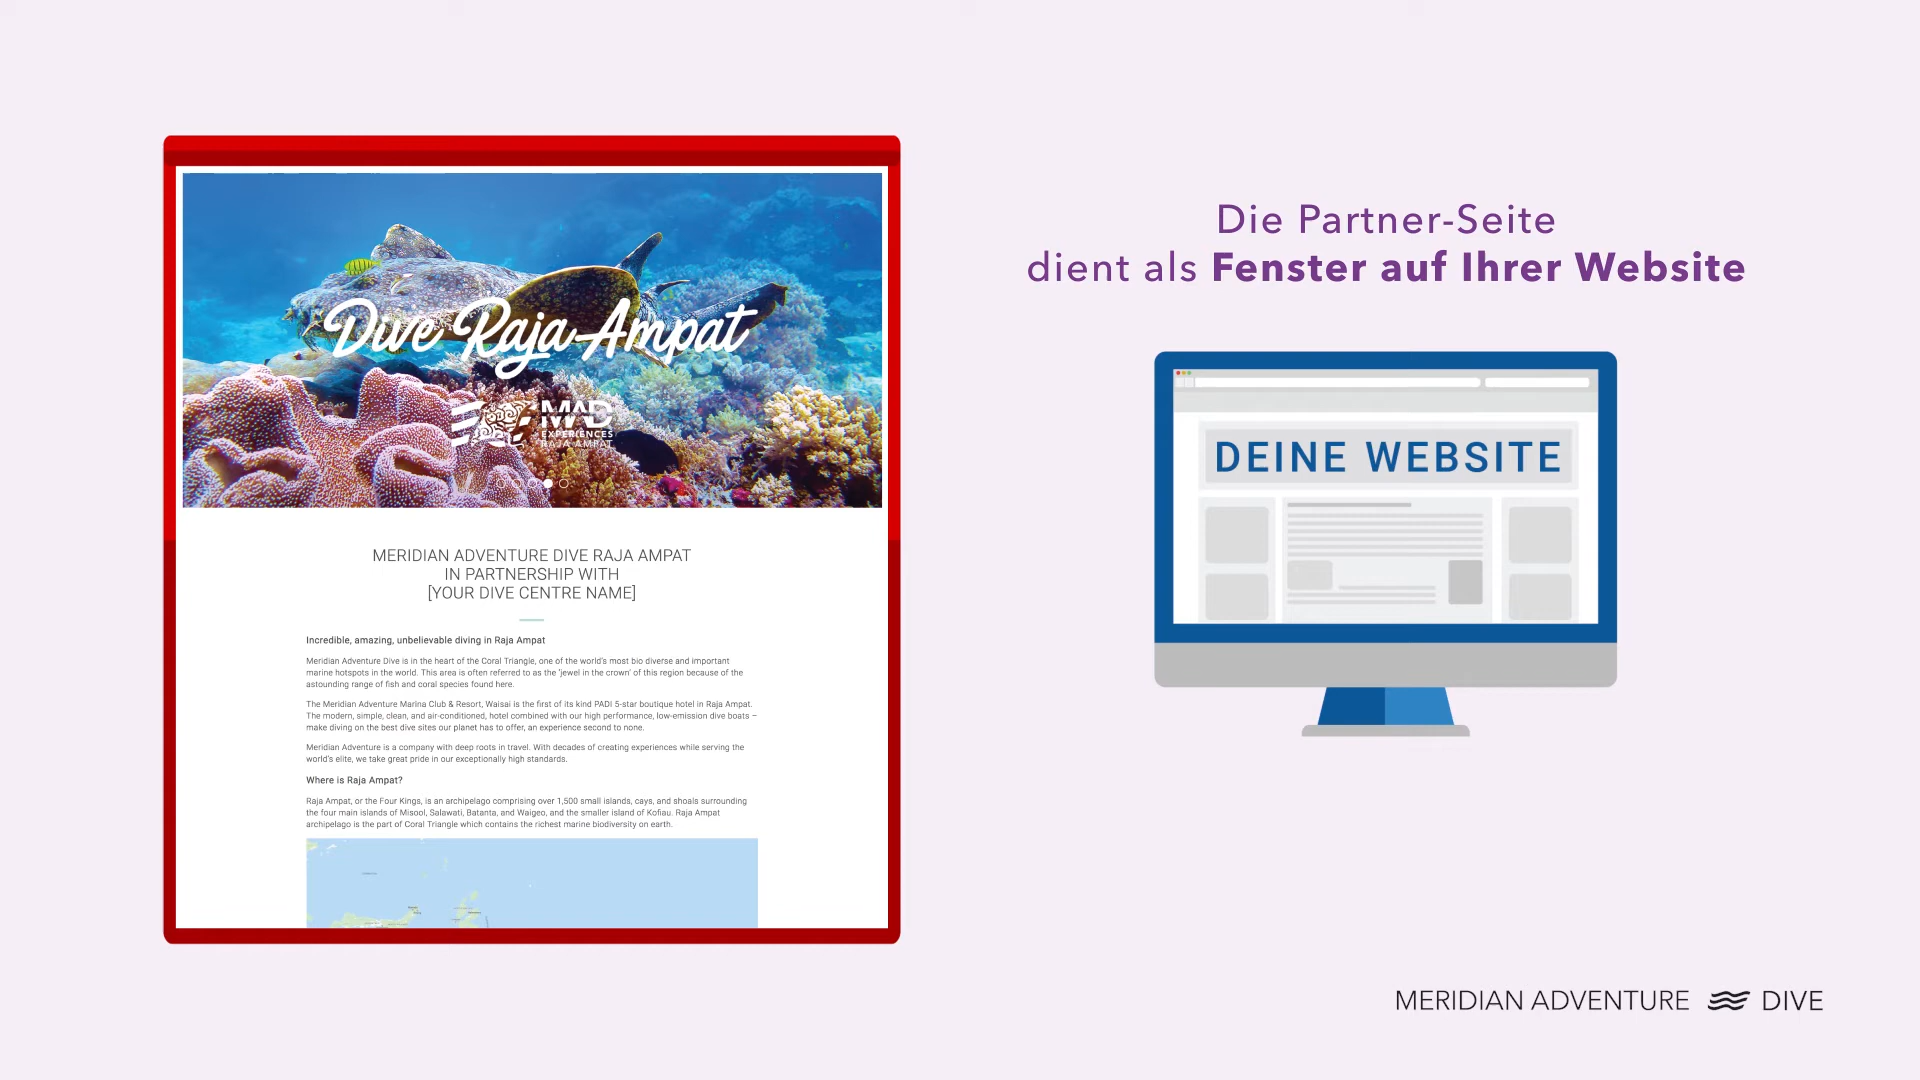 Dive Raja Ampat
MAD
EXPERIENCES
RAJA AMPAT
MERIDIAN ADVENTURE DIVE RAJA AMPAT
IN PARTNERSHIP WITH
[YOUR DIVE CENTRE NAME]
Incredible, amazing, unbelievable diving in Raja Ampat
Meridian Adventure Dive is in the heart of the Coral Triangle, one of the world's most bio diverse and important
marine hotspots in the world. This area is often referred to as the 'jewel in the crown' of this region because of the
astounding range of fish and coral species found here.
The Meridian Adventure Marina Club & Resort, Waisai is the first of its kind PADI 5-star boutique hotel in Raja Ampat.
The modern, simple, clean, and air-conditioned, hotel combined with our high performance, low-emission dive boats –
make diving on the best dive sites our planet has to offer, an experience second to none.
Meridian Adventure is a company with deep roots in travel. With decades of creating experiences while serving the
world's elite, we take great pride in our exceptionally high standards.
Where is Raja Ampat?
Raja Ampat, or the Four Kings, is an archipelago comprising over 1,500 small islands, cays, and shoals surrounding
the four main islands of Misool, Salawati, Batanta, and Waigeo, and the smaller island of Kofiau. Raja Ampat
archipelago is the part of Coral Triangle which contains the richest marine biodiversity on earth.
Die Partner-Seite
dient als Fenster auf Ihrer Website
DEINE WEBSITE
MERIDIAN ADVENTURE DIVE